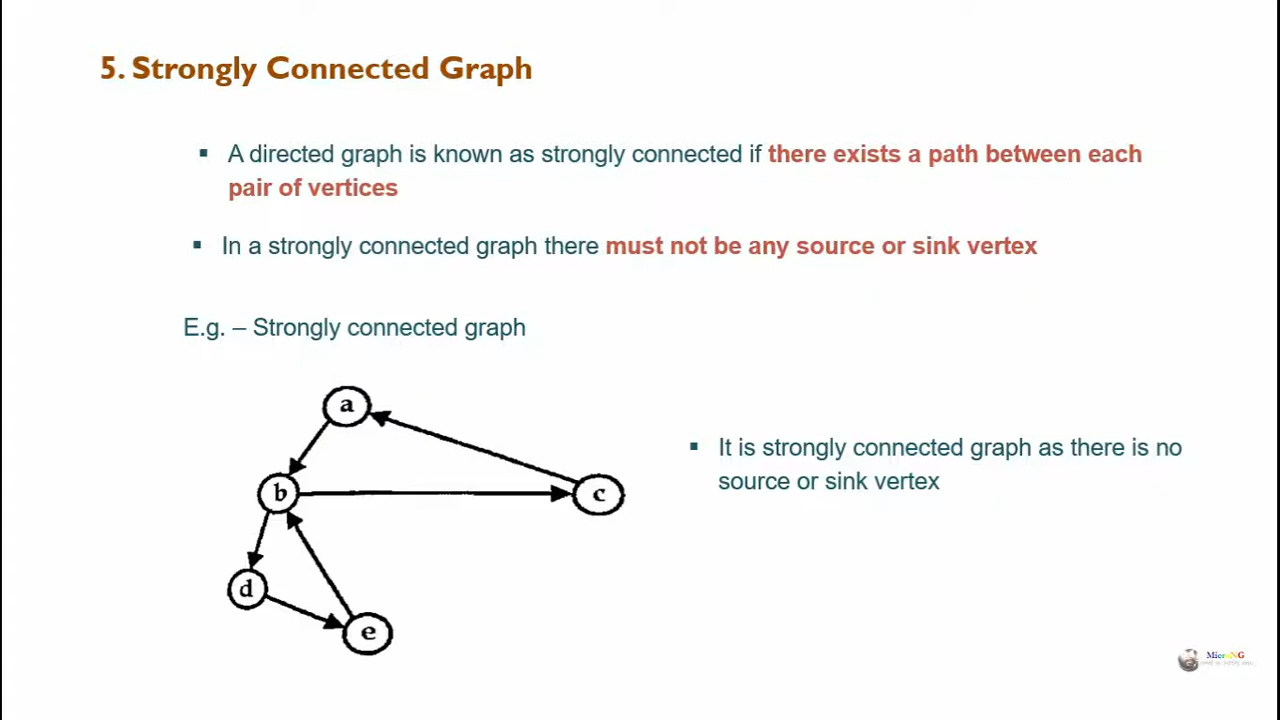 5. Strongly Connected Graph
▪ A directed graph is known as strongly connected if there exists a path between each
pair of vertices
▪ In a strongly connected graph there must not be any source or sink vertex
E.g. – Strongly connected graph
a
▪ It is strongly connected graph as there is no
source or sink vertex
b
c
d
e
MicroNG